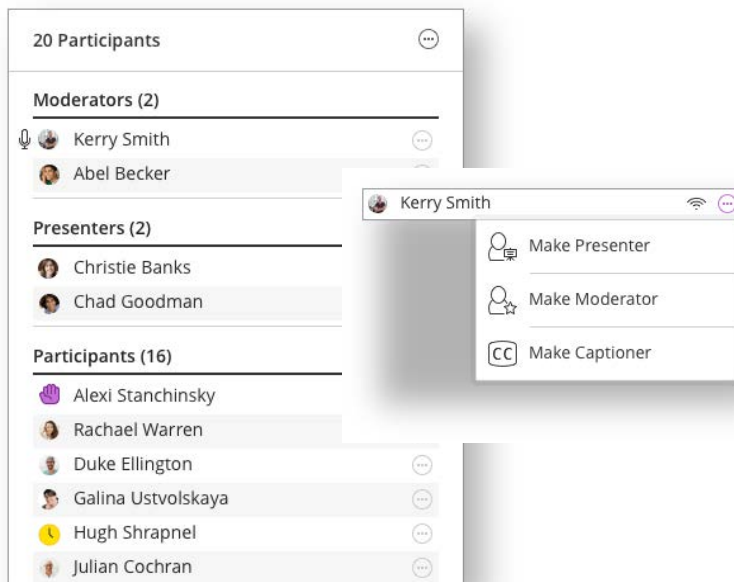 20 Participants
Moderators (2)
Kerry Smith
Abel Becker
Presenters (2)
Christie Banks
Chad Goodman
Participants (16)
Alexi Stanchinsky
Rachael Warren
Duke Ellington
Galina Ustvolskaya
Hugh Shrapnel
Julian Cochran
Kerry Smith
Make Presenter
Make Moderator
CC Make Captioner